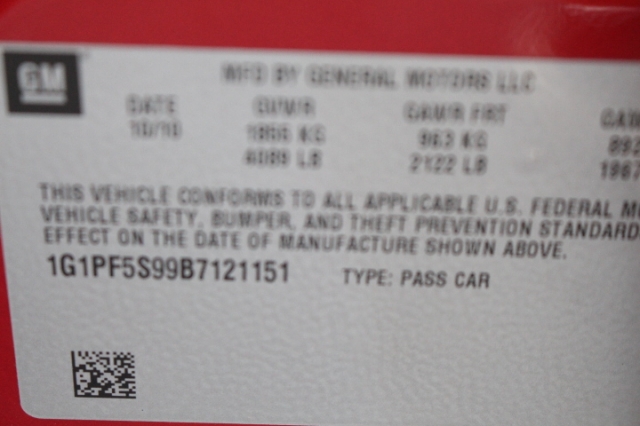 GM
MFD BY GENERAL MOTORS LLC
DATE GVWR GAWR FRT
10/10 1855 KG 963 KG
4089 LB 2122 LB
THIS VEHICLE CONFORMS TO ALL APPLICABLE U.S. FEDERAL
VEHICLE SAFETY, BUMPER, AND THEFT PREVENTION STANDARD
EFFECT ON THE DATE OF MANUFACTURE SHOWN ABOVE.
1G1PF5S99B7121151 TYPE: PASS CAR